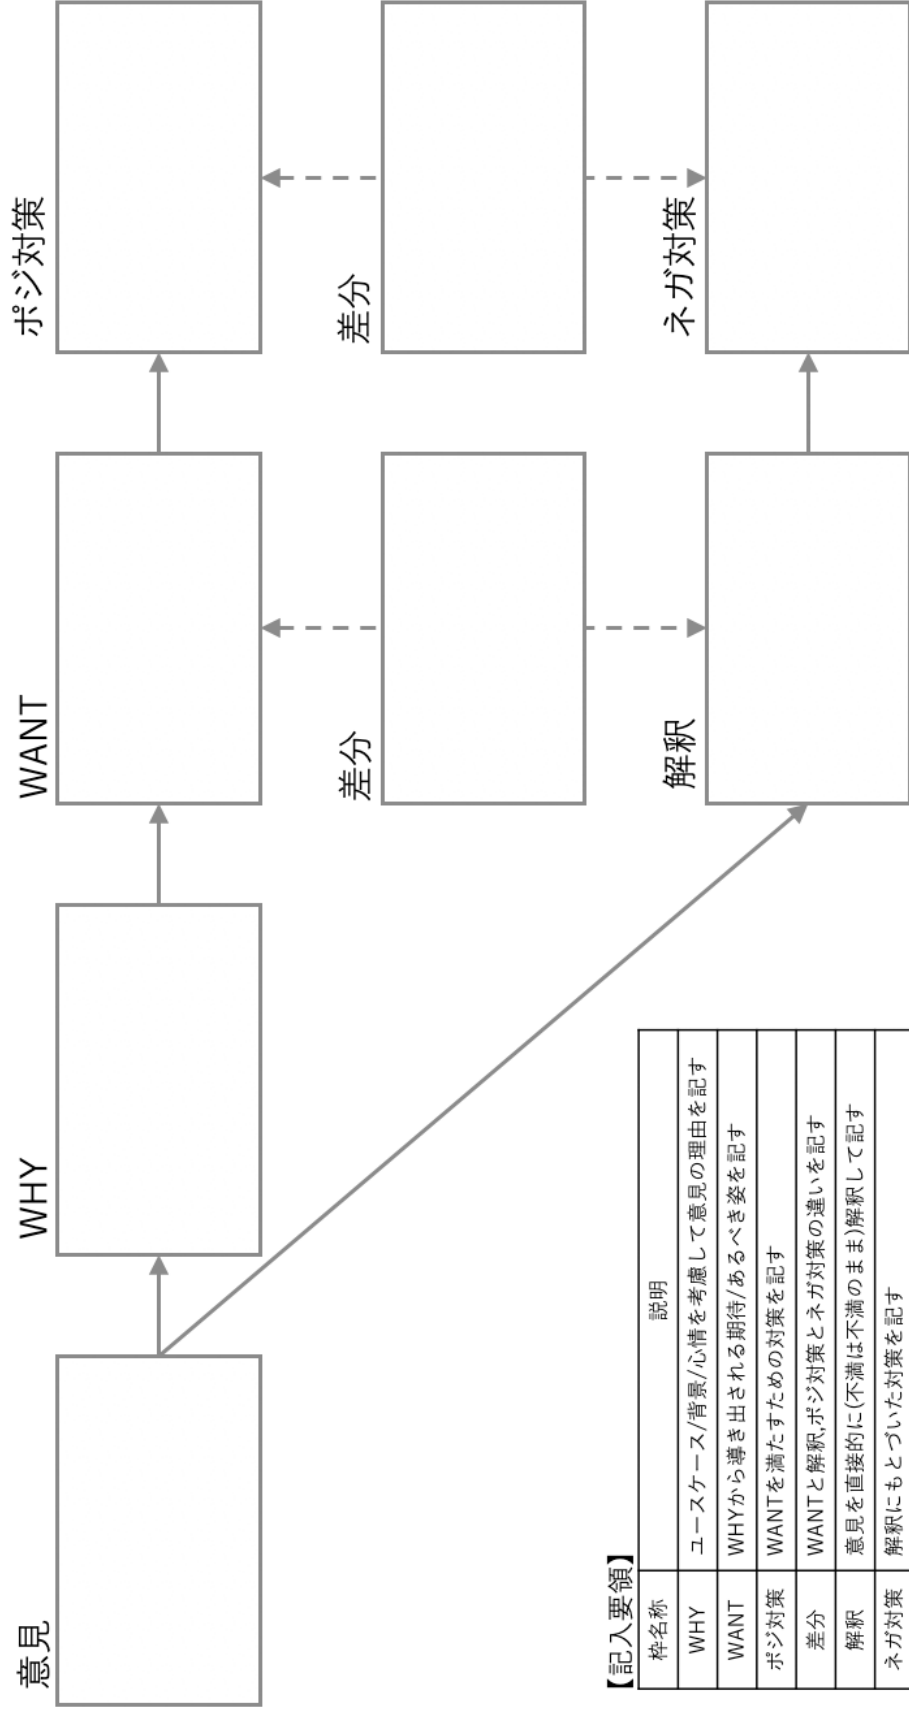 意見
WHY
WANT
ポジ対策
差分
差分
解釈
ネガ対策
【記入要領】
枠名称 説明
WHY ユースケース/背景/心情を考慮して意見の理由を記す
WANT WHYから導き出される期待/あるべき姿を記す
ポジ対策 WANTを満たすための対策を記す
差分 WANTと解釈,ポジ対策とネガ対策の違いを記す
解釈 意見を直接的に(不満は不満のまま)解釈して記す
ネガ対策 解釈にもとづいた対策を記す